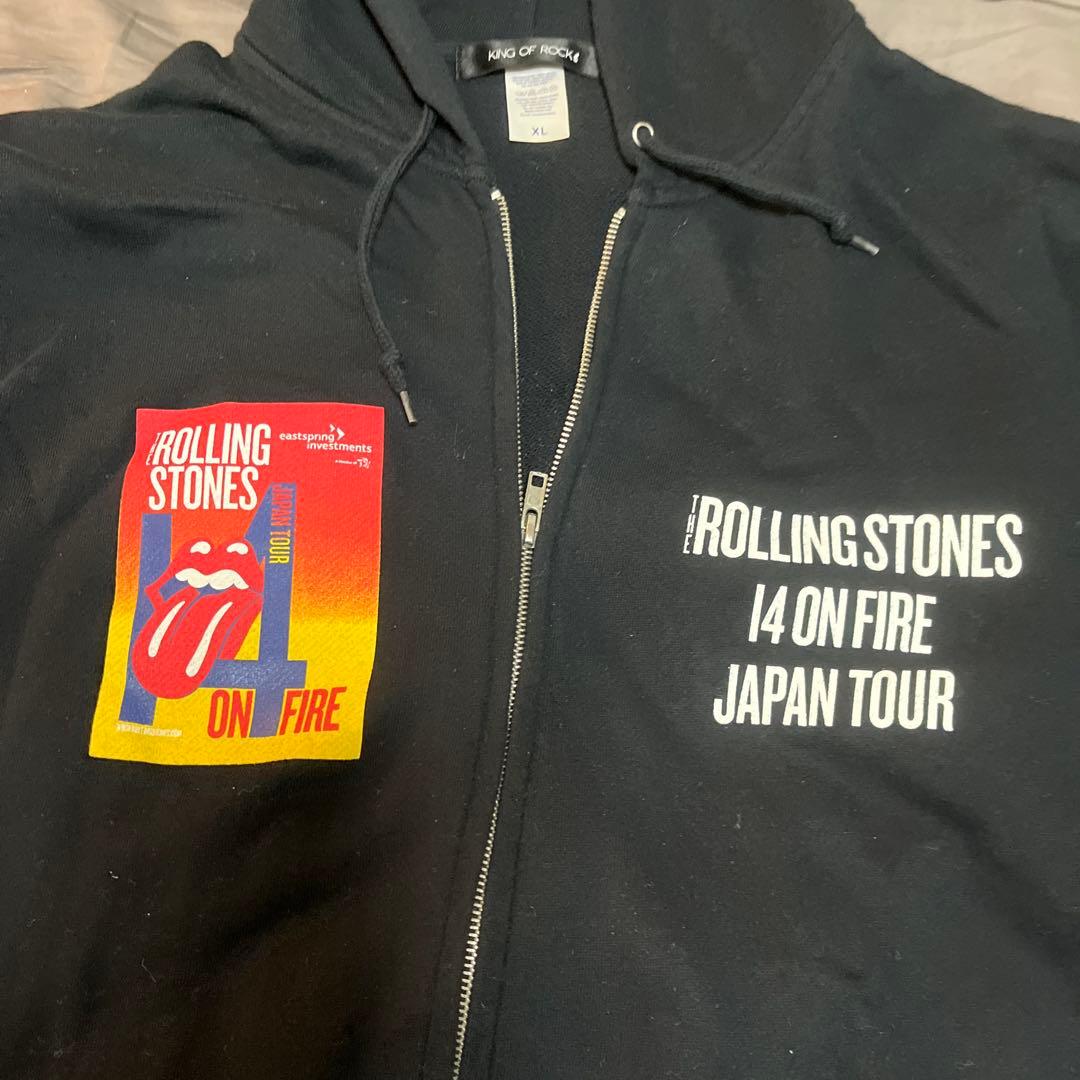 KING OF ROCK
XL
THE ROLLING
STONES
eastspring
investments
JAPAN TOUR
14
ON FIRE
THE ROLLING STONES
14 ON FIRE
JAPAN TOUR